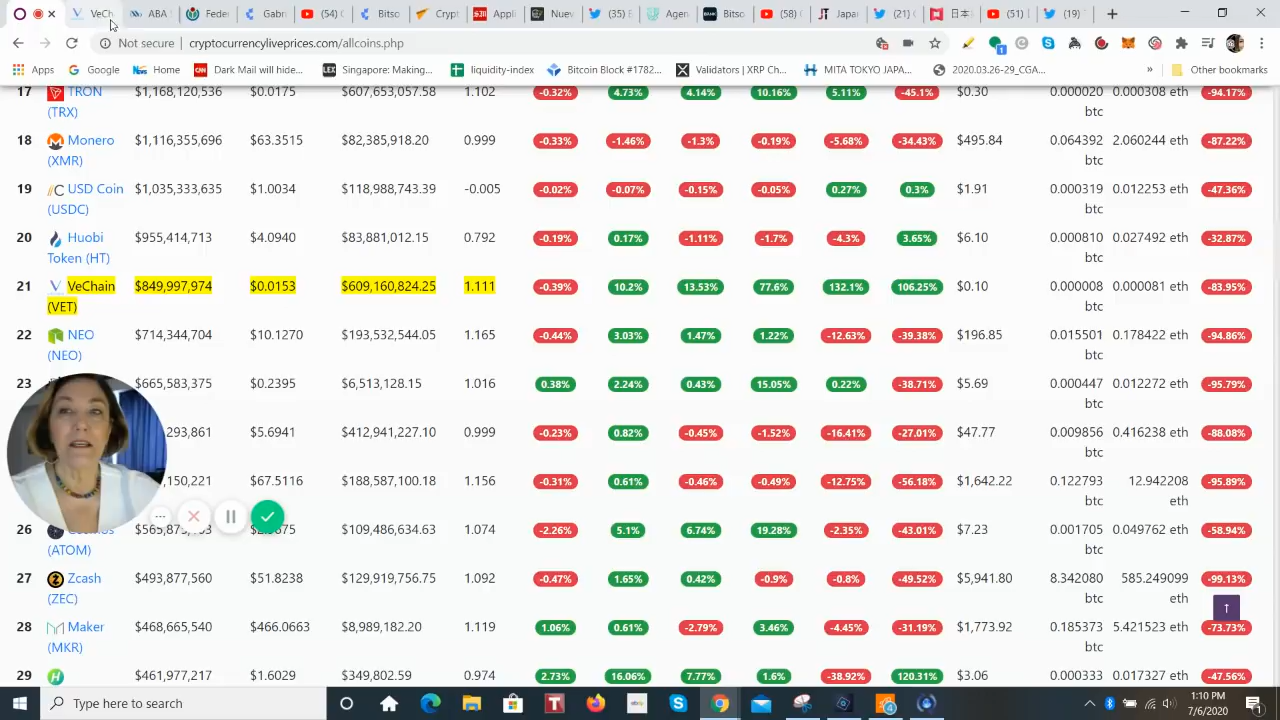 VeCh
ABA
Feder
Gabri
(54) (
Bitso
Crypt
Appli
Nuev
(35) E
Agen
Bitso
(58) (
Japar
(21) (
日本
(51) L
(19)
Not secure | cryptocurrencyliveprices.com/allcoins.php
Apps Google Home Dark Mail will hide... Singapore: Making... liquidity-index Bitcoin Block #1782... Validators | XRP Ch... MITA TOKYO JAPA... 2020.03.26-29_CGA... » Other bookmarks
17 TRON $1,168,120,536 $0.0175 $607,653,057.58 1.102 -0.32% 4.73% 4.14% 10.16% 5.11% -45.1% $0.30 0.000020 0.000308 eth -94.17%
(TRX) btc
18 Monero $1,116,355,696 $63.3515 $82,385,918.20 0.999 -0.33% -1.46% -1.3% -0.19% -5.68% -34.43% $495.84 0.064392 2.060244 eth -87.22%
(XMR) btc
19 USD Coin $1,035,333,635 $1.0034 $118,988,743.39 -0.005 -0.02% -0.07% -0.15% -0.05% 0.27% 0.3% $1.91 0.000319 0.012253 eth -47.36%
(USDC) btc
20 Huobi $955,414,713 $4.0940 $83,881,012.15 0.792 -0.19% 0.17% -1.11% -1.7% -4.3% 3.65% $6.10 0.000810 0.027492 eth -32.87%
Token (HT) btc
21 VeChain $849,997,974 $0.0153 $609,160,824.25 1.111 -0.39% 10.2% 13.53% 77.6% 132.1% 106.25% $0.10 0.000008 0.000081 eth -83.95%
(VET) btc
22 NEO $714,344,704 $10.1270 $193,532,544.05 1.165 -0.44% 3.03% 1.47% 1.22% -12.63% -39.38% $196.85 0.015501 0.178422 eth -94.86%
(NEO) btc
23 $665,583,375 $0.2395 $6,513,128.15 1.016 0.38% 2.24% 0.43% 15.05% 0.22% -38.71% $5.69 0.000447 0.012272 eth -95.79%
btc
293,861 $5.6941 $412,941,227.10 0.999 -0.23% 0.82% -0.45% -1.52% -16.41% -27.01% $47.77 0.009856 0.416238 eth -88.08%
btc
150,221 $67.5116 $188,587,100.18 1.156 -0.31% 0.61% -0.46% -0.49% -12.75% -56.18% $1,642.22 0.122793 12.942208 -95.89%
btc eth
26 $109,486,634.63 1.074 -2.26% 5.1% 6.74% 19.28% -2.35% -43.01% $7.23 0.001705 0.049762 eth -58.94%
(ATOM) btc
27 Zcash $493,877,560 $51.8238 $129,919,756.75 1.092 -0.47% 1.65% 0.42% -0.9% -0.8% -49.52% $5,941.80 8.342080 585.249099 -99.13%
(ZEC) btc eth
28 Maker $468,665,540 $466.0663 $8,989,182.20 1.119 1.06% 0.61% -2.79% 3.46% -4.45% -31.19% $1,773.92 0.185373 5.421523 eth -73.73%
(MKR) btc
29 $461,977,217 $1.6029 $349,802.59 0.974 2.73% 16.06% 7.77% 1.6% -38.92% 120.31% $3.06 0.000333 0.017327 eth -47.56%
Type here to search
1:10 PM
7/6/2020